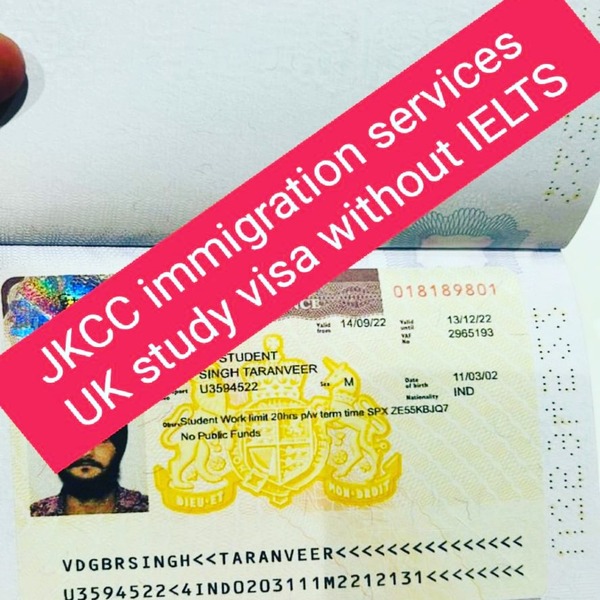 JKCC immigration services
UK study visa without IELTS
018189801
Valid from 14/09/22
Valid until 13/12/22
VAF No 2965193
STUDENT
SINGH TARANVEER
U3594522 Sex M
Date of birth 11/03/02
Nationality IND
Student Work limit 20hrs p/w term time SPX ZE55KBJQ7
No Public Funds
DIEU·ET MON·DROIT
VDGBRSINGH<<TARANVEER<<<<<<<<<<<<<<<
U3594522<4IND0203111M2212131<<<<<<<<